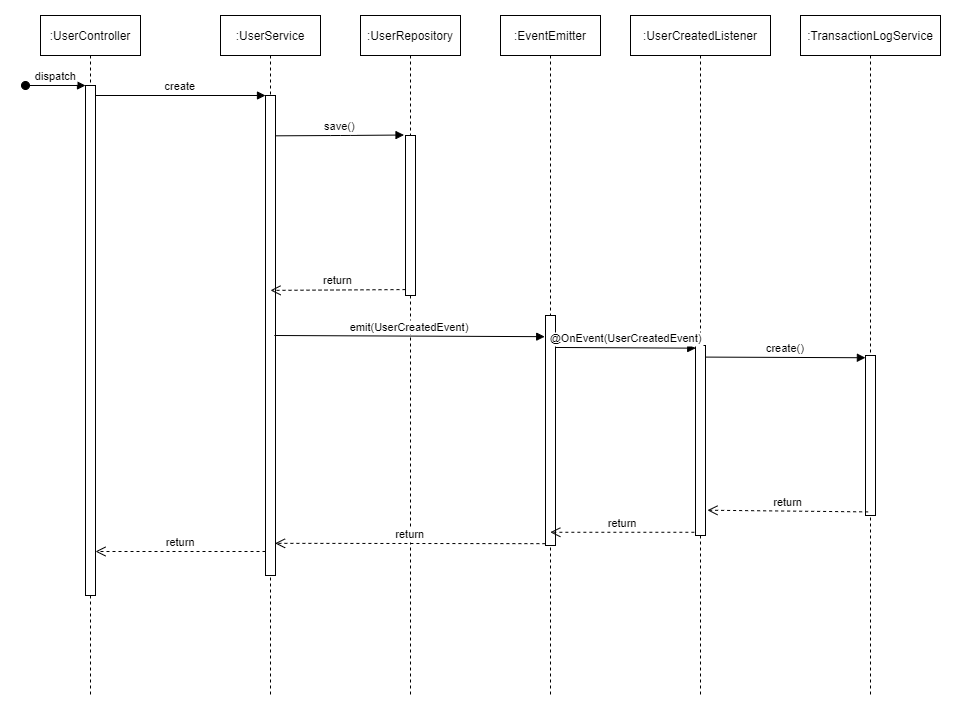 :UserController
:UserService
:UserRepository
:EventEmitter
:UserCreatedListener
:TransactionLogService
dispatch
create
save()
return
emit(UserCreatedEvent)
@OnEvent(UserCreatedEvent)
create()
return
return
return
return